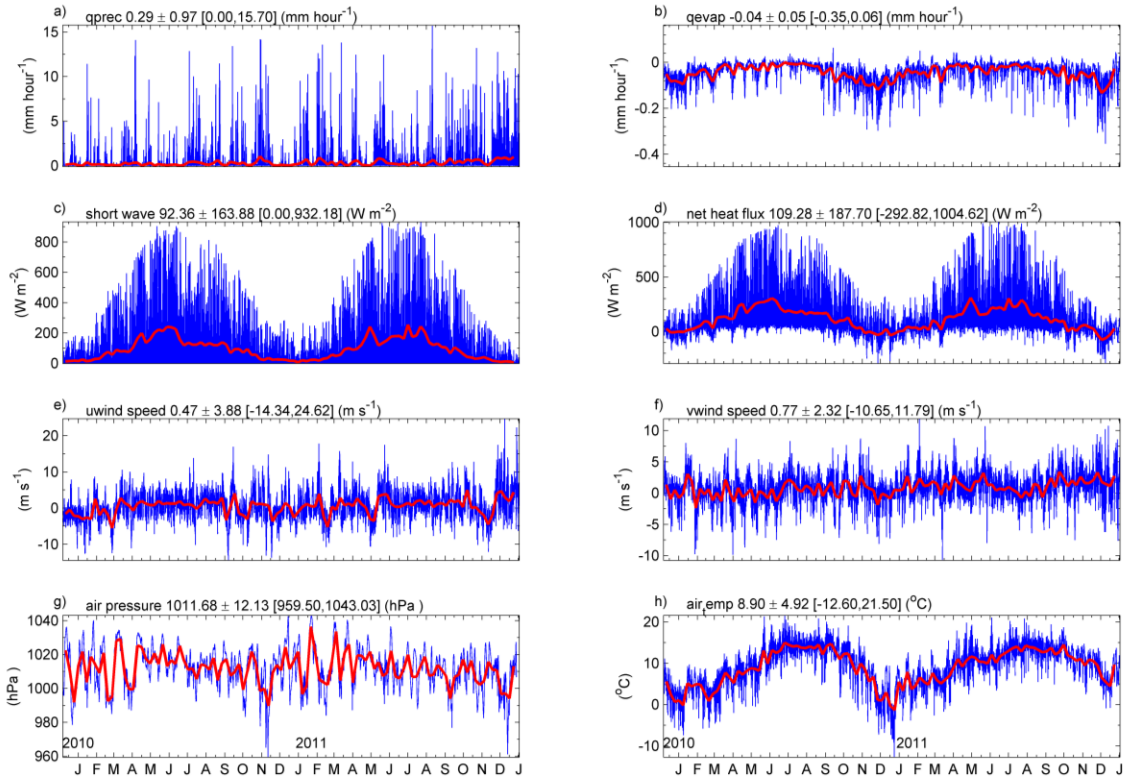 a) qprec 0.29 ± 0.97 [0.00,15.70] (mm hour-1)
15
10
5
0
(mm hour-1)
b) qevap -0.04 ± 0.05 [-0.35,0.06] (mm hour-1)
0
-0.2
-0.4
(mm hour-1)
c) short wave 92.36 ± 163.88 [0.00,932.18] (W m-2)
800
600
400
200
0
(W m-2)
d) net heat flux 109.28 ± 187.70 [-292.82,1004.62] (W m-2)
1000
500
0
(W m-2)
e) uwind speed 0.47 ± 3.88 [-14.34,24.62] (m s-1)
20
10
0
-10
(m s-1)
f) vwind speed 0.77 ± 2.32 [-10.65,11.79] (m s-1)
10
5
0
-5
-10
(m s-1)
g) air pressure 1011.68 ± 12.13 [959.50,1043.03] (hPa )
1040
1020
1000
980
960
(hPa)
2010 2011
J F M A M J J A S O N D J F M A M J J A S O N D J
h) air_temp 8.90 ± 4.92 [-12.60,21.50] (oC)
20
10
0
-10
(oC)
2010 2011
J F M A M J J A S O N D J F M A M J J A S O N D J